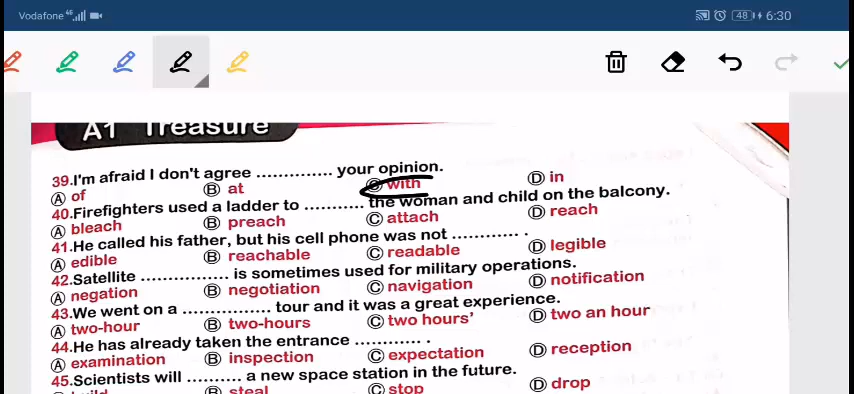 Vodafone 4G 48 6:30
A1 Treasure
39.I'm afraid I don't agree .............. your opinion.
Ⓐ of Ⓑ at Ⓒ with Ⓓ in
40.Firefighters used a ladder to ........... the woman and child on the balcony.
Ⓐ bleach Ⓑ preach Ⓒ attach Ⓓ reach
41.He called his father, but his cell phone was not ............ .
Ⓐ edible Ⓑ reachable Ⓒ readable Ⓓ legible
42.Satellite ................ is sometimes used for military operations.
Ⓐ negation Ⓑ negotiation Ⓒ navigation Ⓓ notification
43.We went on a ................ tour and it was a great experience.
Ⓐ two-hour Ⓑ two-hours Ⓒ two hours' Ⓓ two an hour
44.He has already taken the entrance ............ .
Ⓐ examination Ⓑ inspection Ⓒ expectation Ⓓ reception
45.Scientists will ......... a new space station in the future.
Ⓑ steal Ⓒ stop Ⓓ drop